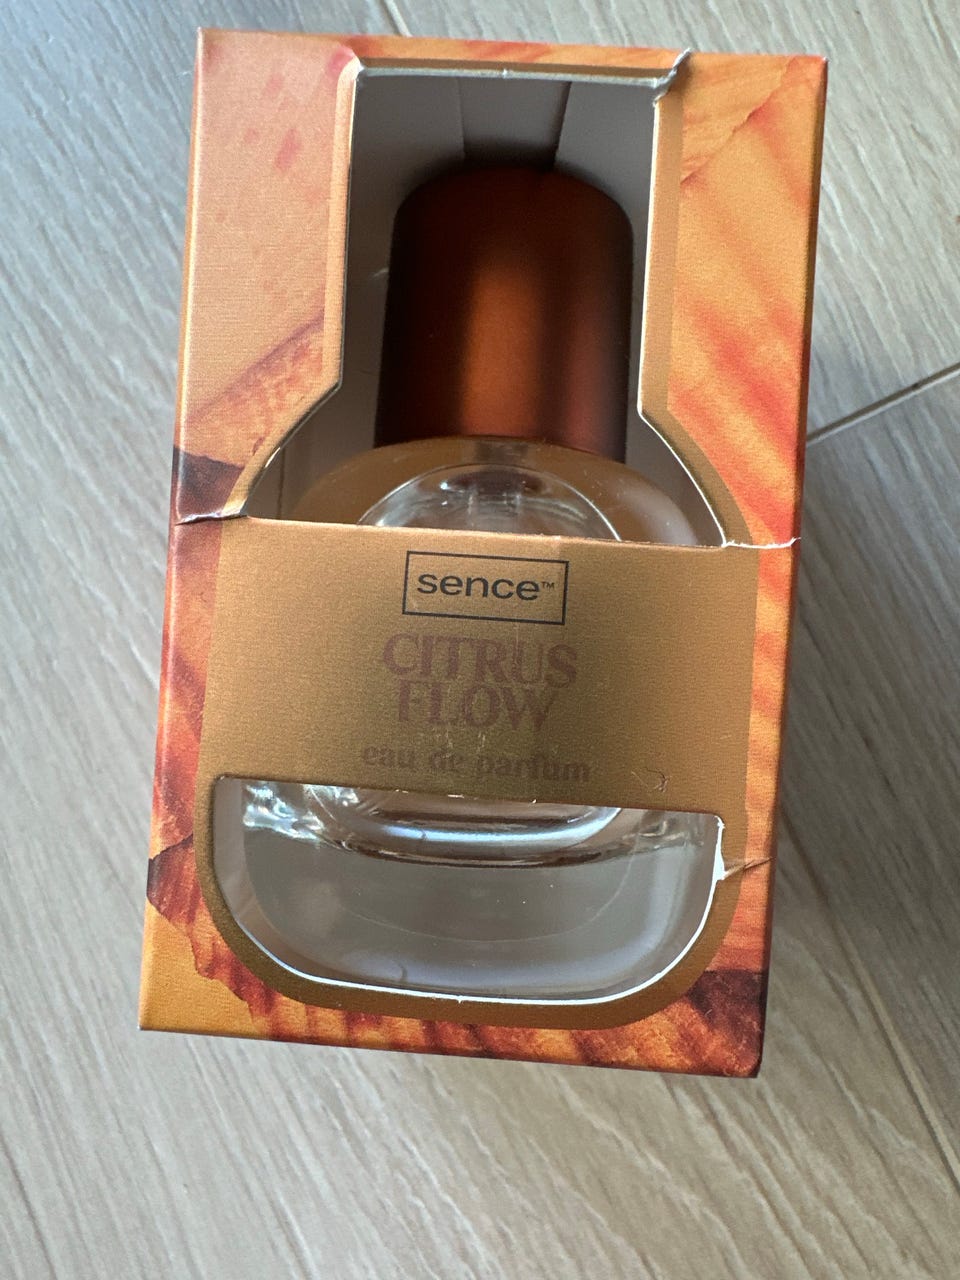 sence™
CITRUS
FLOW
eau de parfum